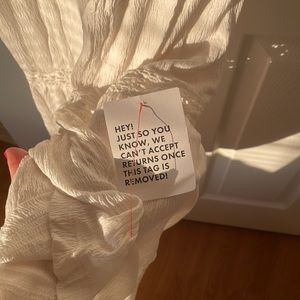 HEY!
JUST SO YOU
KNOW, WE
CAN'T ACCEPT
RETURNS ONCE
THIS TAG IS
REMOVED!